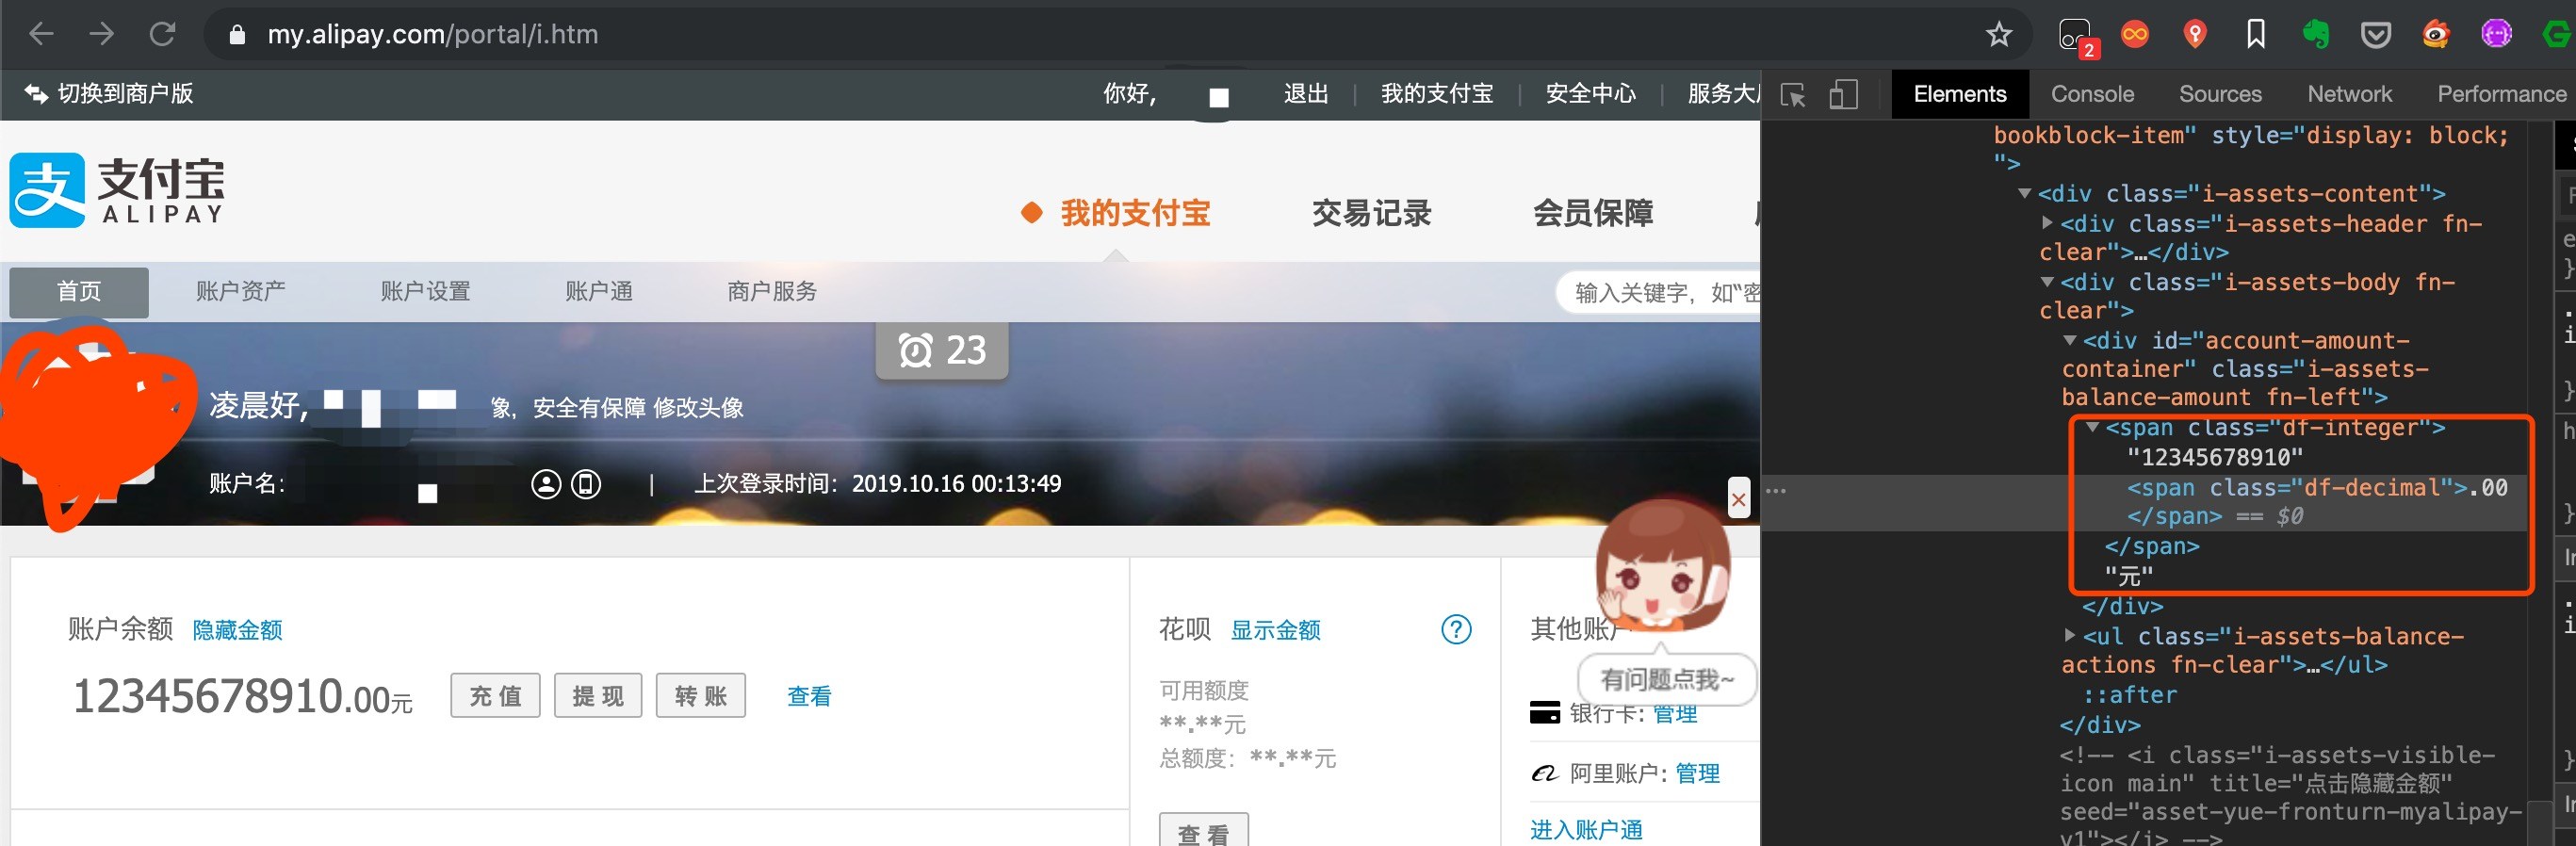 my.alipay.com/portal/i.htm
2
切换到商户版
你好,
退出
我的支付宝
安全中心
服务大
支 支付宝
ALIPAY
我的支付宝
交易记录
会员保障
首页
账户资产
账户设置
账户通
商户服务
输入关键字，如“密
23
凌晨好,
象，安全有保障 修改头像
账户名:
上次登录时间：2019.10.16 00:13:49
账户余额 隐藏金额
12345678910.00元
充 值
提 现
转 账
查看
花呗 显示金额
?
可用额度
**.**元
总额度：**.**元
查 看
其他账户
有问题点我~
银行卡: 管理
阿里账户: 管理
进入账户通
Elements
Console
Sources
Network
Performance
bookblock-item" style="display: block;
">
<div class="i-assets-content">
<div class="i-assets-header fn-
clear">…</div>
<div class="i-assets-body fn-
clear">
<div id="account-amount-
container" class="i-assets-
balance-amount fn-left">
<span class="df-integer">
"12345678910"
<span class="df-decimal">.00
</span> == $0
</span>
"元"
</div>
<ul class="i-assets-balance-
actions fn-clear">…</ul>
::after
</div>
<!-- <i class="i-assets-visible-
icon main" title="点击隐藏金额"
seed="asset-yue-fronturn-myalipay-
v1"></i> -->